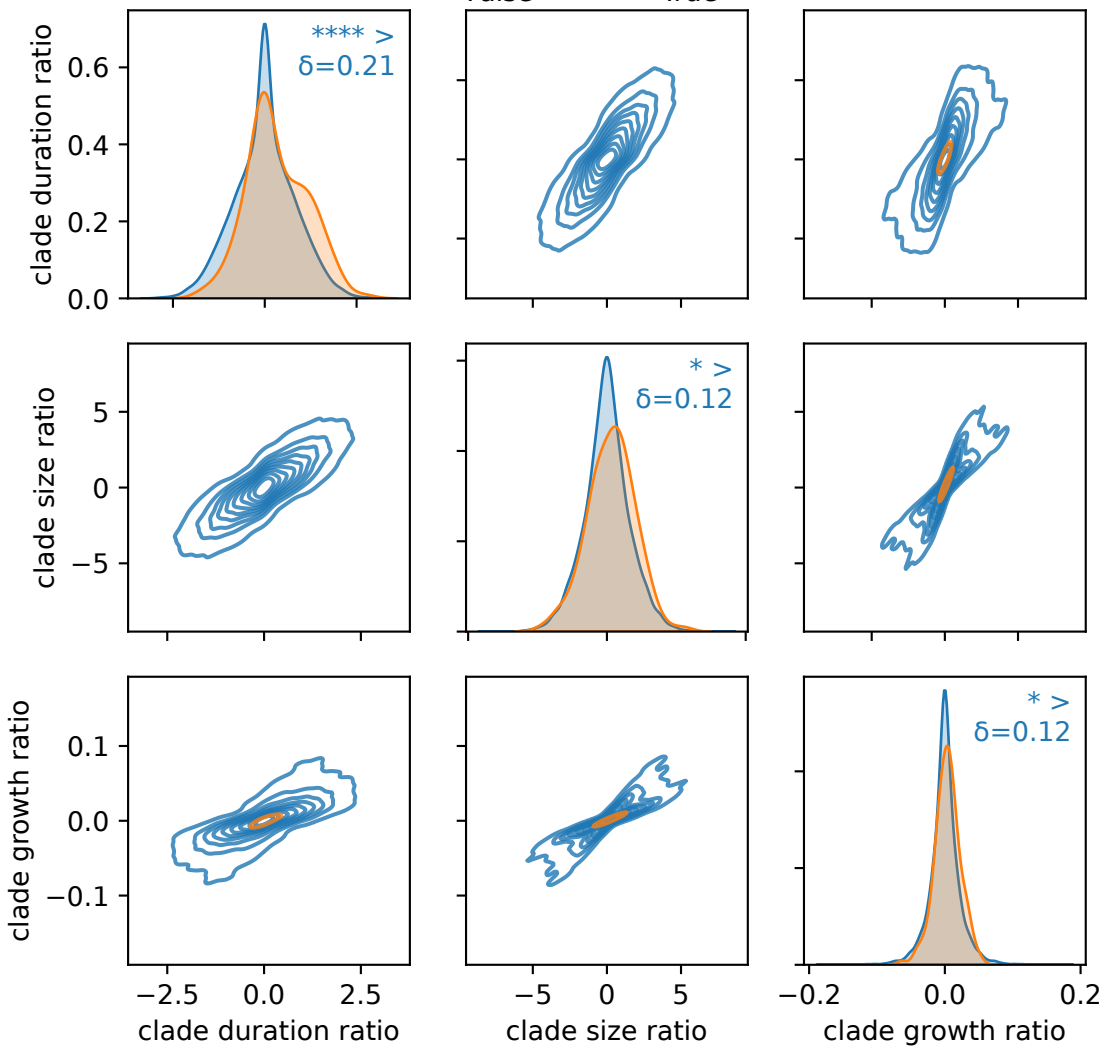 False True
clade duration ratio
0.6
0.4
0.2
0.0
**** >
δ=0.21
clade size ratio
5
0
−5
* >
δ=0.12
clade growth ratio
0.1
0.0
−0.1
* >
δ=0.12
−2.5 0.0 2.5
clade duration ratio
−5 0 5
clade size ratio
−0.2 0.0 0.2
clade growth ratio